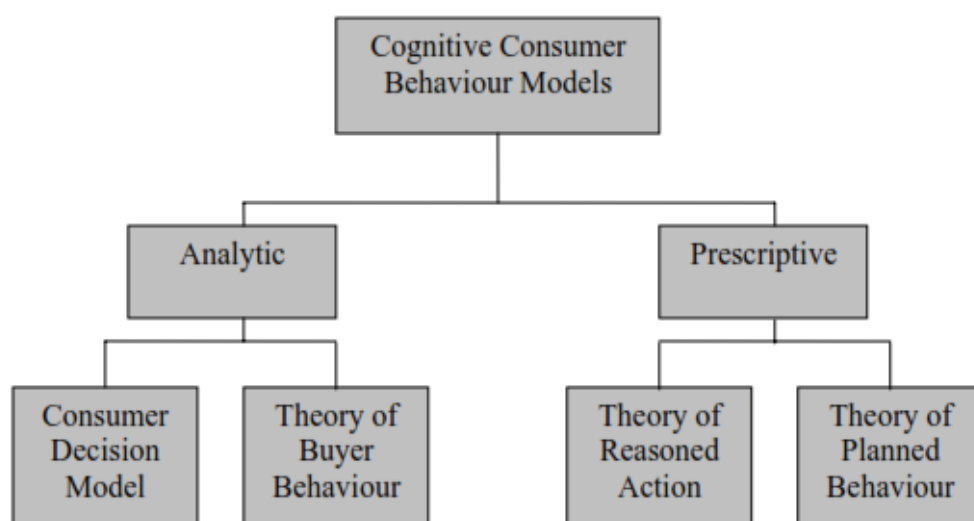 Cognitive Consumer
Behaviour Models
Analytic
Prescriptive
Consumer
Decision
Model
Theory of
Buyer
Behaviour
Theory of
Reasoned
Action
Theory of
Planned
Behaviour